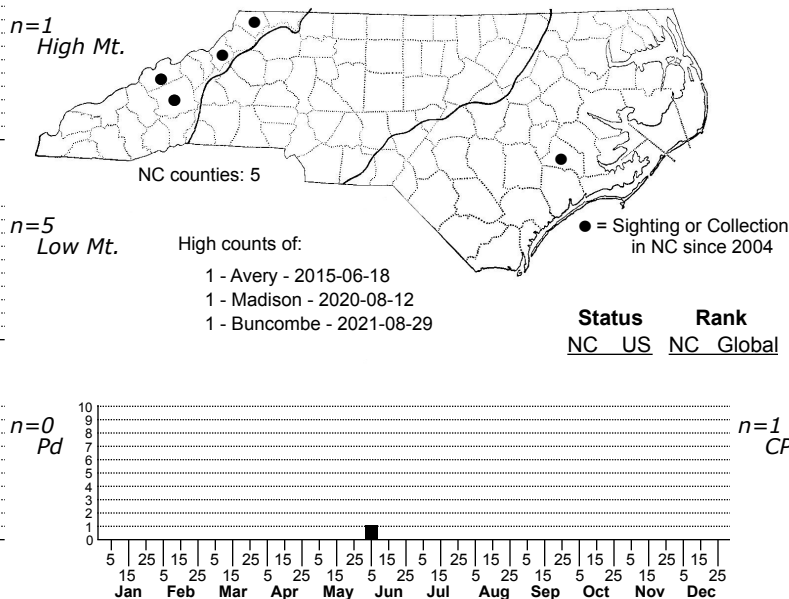 n=1
High Mt.
NC counties: 5
n=5
Low Mt.
High counts of:
1 - Avery - 2015-06-18
1 - Madison - 2020-08-12
1 - Buncombe - 2021-08-29
● = Sighting or Collection
in NC since 2004
Status Rank
NC US NC Global
n=0
Pd
n=1
CP
10
9
8
7
6
5
4
3
2
1
0
5 25 15 5 25 15 5 25 15 5 25 15 5 25 15 5 25 15
15 5 25 15 5 25 15 5 25 15 5 25 15 5 25 15 5 25
Jan Feb Mar Apr May Jun Jul Aug Sep Oct Nov Dec